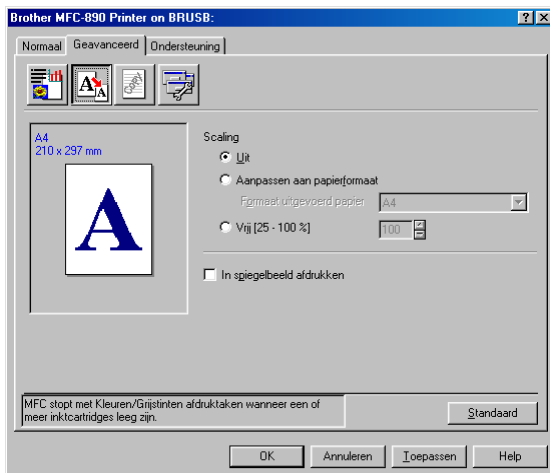 Brother MFC-890 Printer on BRUSB:
Normaal Geavanceerd Ondersteuning
A A Copy
A4
210 x 297 mm
A
Scaling
Uit
Aanpassen aan papierformaat
Formaat uitgevoerd papier A4
Vrij [25 - 100 %] 100
In spiegelbeeld afdrukken
MFC stopt met Kleuren/Grijstinten afdruktaken wanneer een of
meer inktcartridges leeg zijn.
Standaard
OK Annuleren Toepassen Help